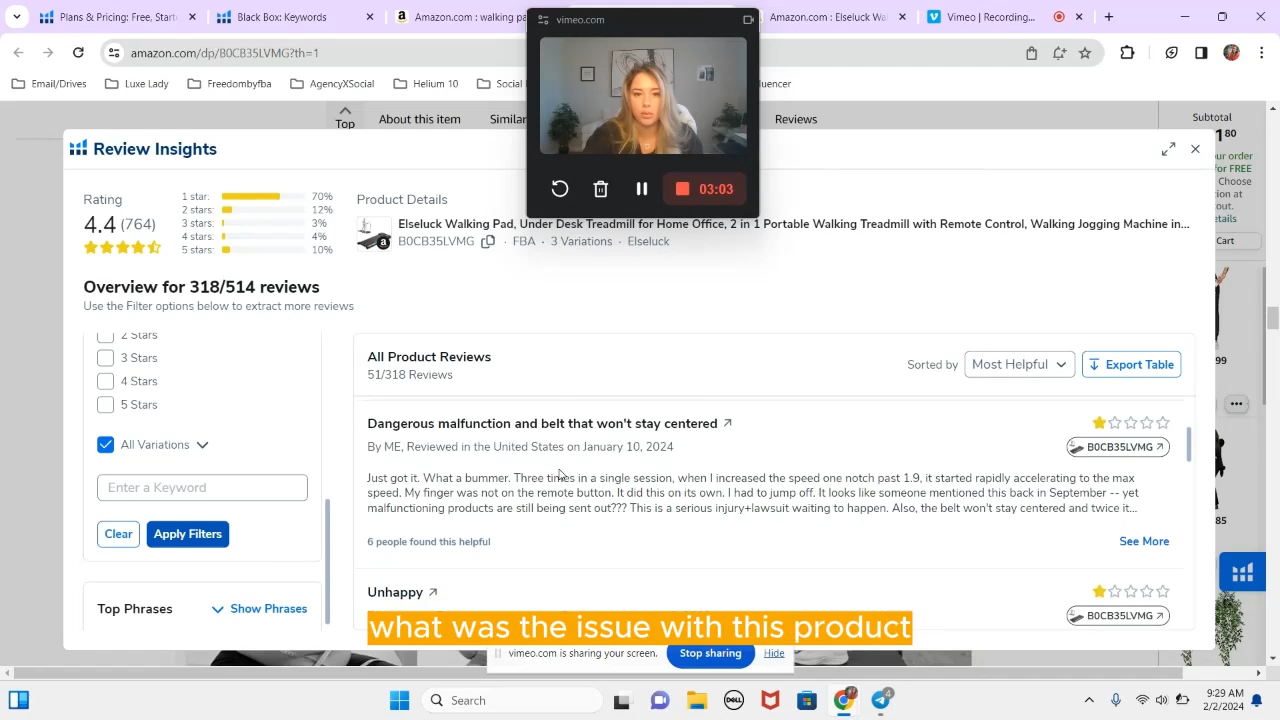 Plans and Pricing
Black Keywords
Amazon.com : walking pad
Amazon.com : Elseluck Wa
Vimeo | Recording
vimeo.com
amazon.com/dp/B0CB35LVMG?th=1
Email/Drives
Luxe Lady
Freedombyfba
AgencyXSocial
Helium 10
Social
Top
About this item
Similar
Reviews
Subtotal
03:03
Review Insights
Rating
4.4 (764)
1 star: 70%
2 stars: 12%
3 stars: 3%
4 stars: 4%
5 stars: 10%
Product Details
Elseluck Walking Pad, Under Desk Treadmill for Home Office, 2 in 1 Portable Walking Treadmill with Remote Control, Walking Jogging Machine in...
B0CB35LVMG · FBA · 3 Variations · Elseluck
Overview for 318/514 reviews
Use the Filter options below to extract more reviews
2 Stars
3 Stars
4 Stars
5 Stars
All Variations
Enter a Keyword
Clear
Apply Filters
Top Phrases
Show Phrases
All Product Reviews
51/318 Reviews
Sorted by
Most Helpful
Export Table
Dangerous malfunction and belt that won't stay centered
By ME, Reviewed in the United States on January 10, 2024
B0CB35LVMG
Just got it. What a bummer. Three times in a single session, when I increased the speed one notch past 1.9, it started rapidly accelerating to the max
speed. My finger was not on the remote button. It did this on its own. I had to jump off. It looks like someone mentioned this back in September -- yet
malfunctioning products are still being sent out??? This is a serious injury+lawsuit waiting to happen. Also, the belt won't stay centered and twice it...
6 people found this helpful
See More
Unhappy
B0CB35LVMG
what was the issue with this product
vimeo.com is sharing your screen.
Stop sharing
Hide
Search
DELL
4
9:29 AM
2/2/2024